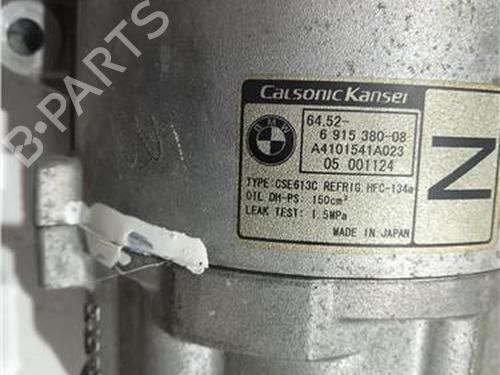 Calsonic Kansei
BMW
64.52-
6 915 380-08
A4101541A023
05 001124
TYPE:CSE613C REFRIG.HFC-134a
OIL DH-PS: 150cm³
LEAK TEST: 1.5MPa
MADE IN JAPAN
N